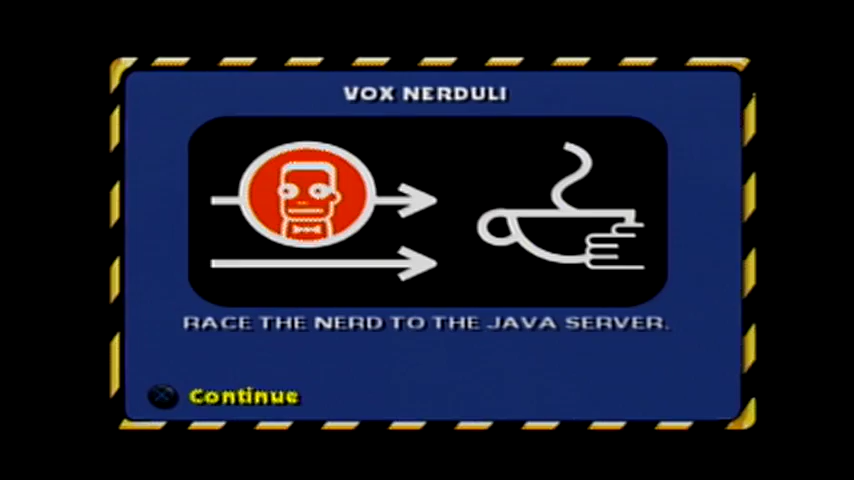 VOX NERDULI
RACE THE NERD TO THE JAVA SERVER.
Continue